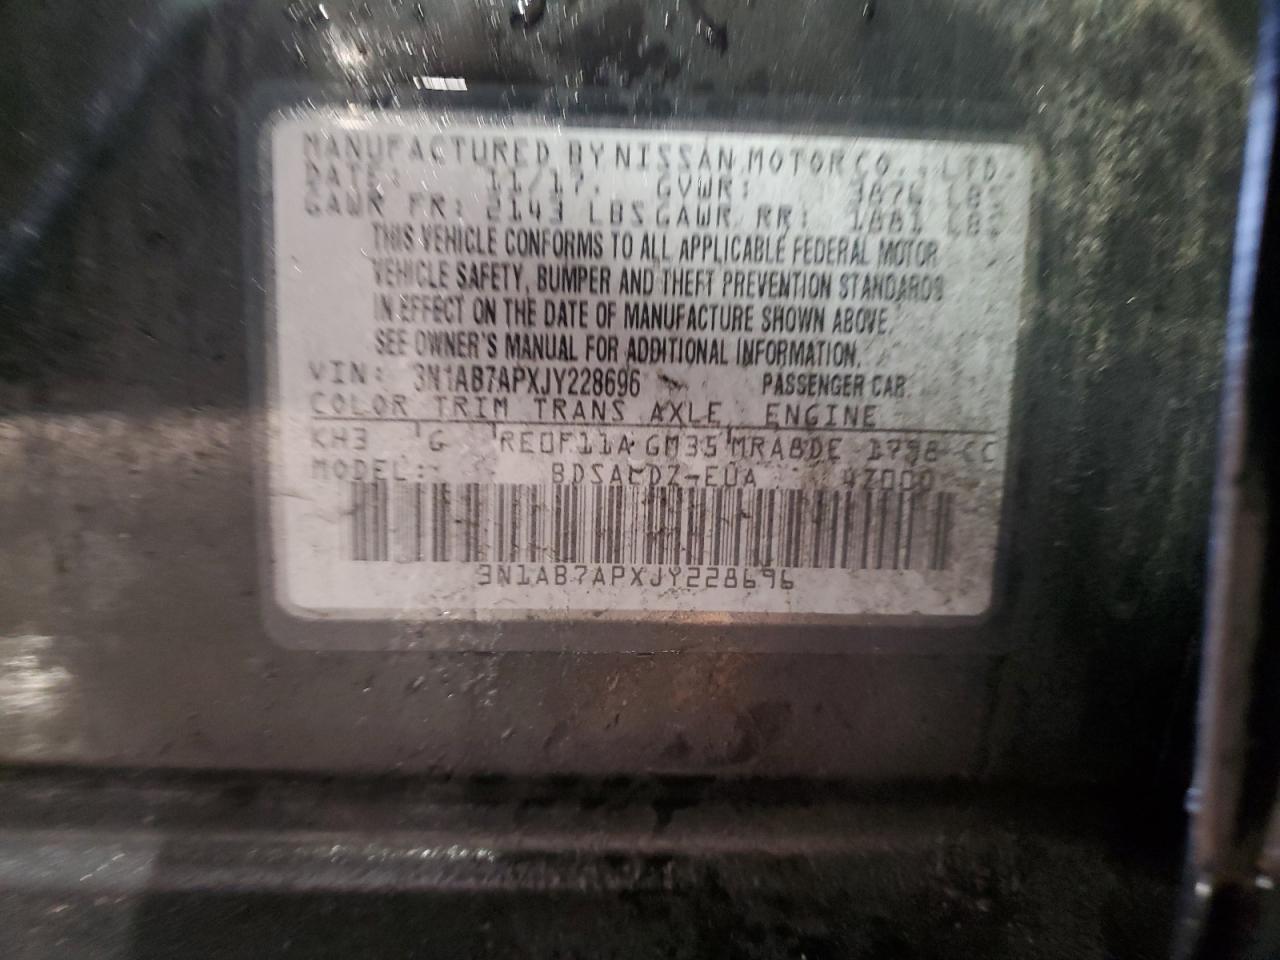 MANUFACTURED BY NISSAN MOTOR CO., LTD.
DATE: 11/17. GVWR: 3876 LBS
GAWR FR: 2143 LBS GAWR RR: 1881 LBS
THIS VEHICLE CONFORMS TO ALL APPLICABLE FEDERAL MOTOR
VEHICLE SAFETY, BUMPER AND THEFT PREVENTION STANDARDS
IN EFFECT ON THE DATE OF MANUFACTURE SHOWN ABOVE.
SEE OWNER'S MANUAL FOR ADDITIONAL INFORMATION.
VIN: 3N1AB7APXJY228696 PASSENGER CAR
COLOR TRIM TRANS AXLE ENGINE
KH3 G RE0F11A GM35 MRA8DE 1798 CC
MODEL: BDSALDZ-EUA 47000
3N1AB7APXJY228696